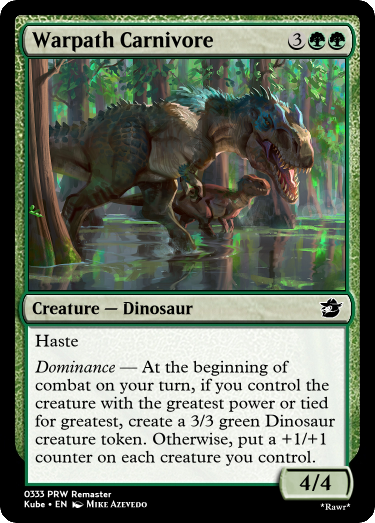 Warpath Carnivore 3
Creature — Dinosaur
Haste
Dominance — At the beginning of
combat on your turn, if you control the
creature with the greatest power or tied
for greatest, create a 3/3 green Dinosaur
creature token. Otherwise, put a +1/+1
counter on each creature you control.
4/4
0333 PRW Remaster
Kube • EN Mike Azevedo
*Rawr*